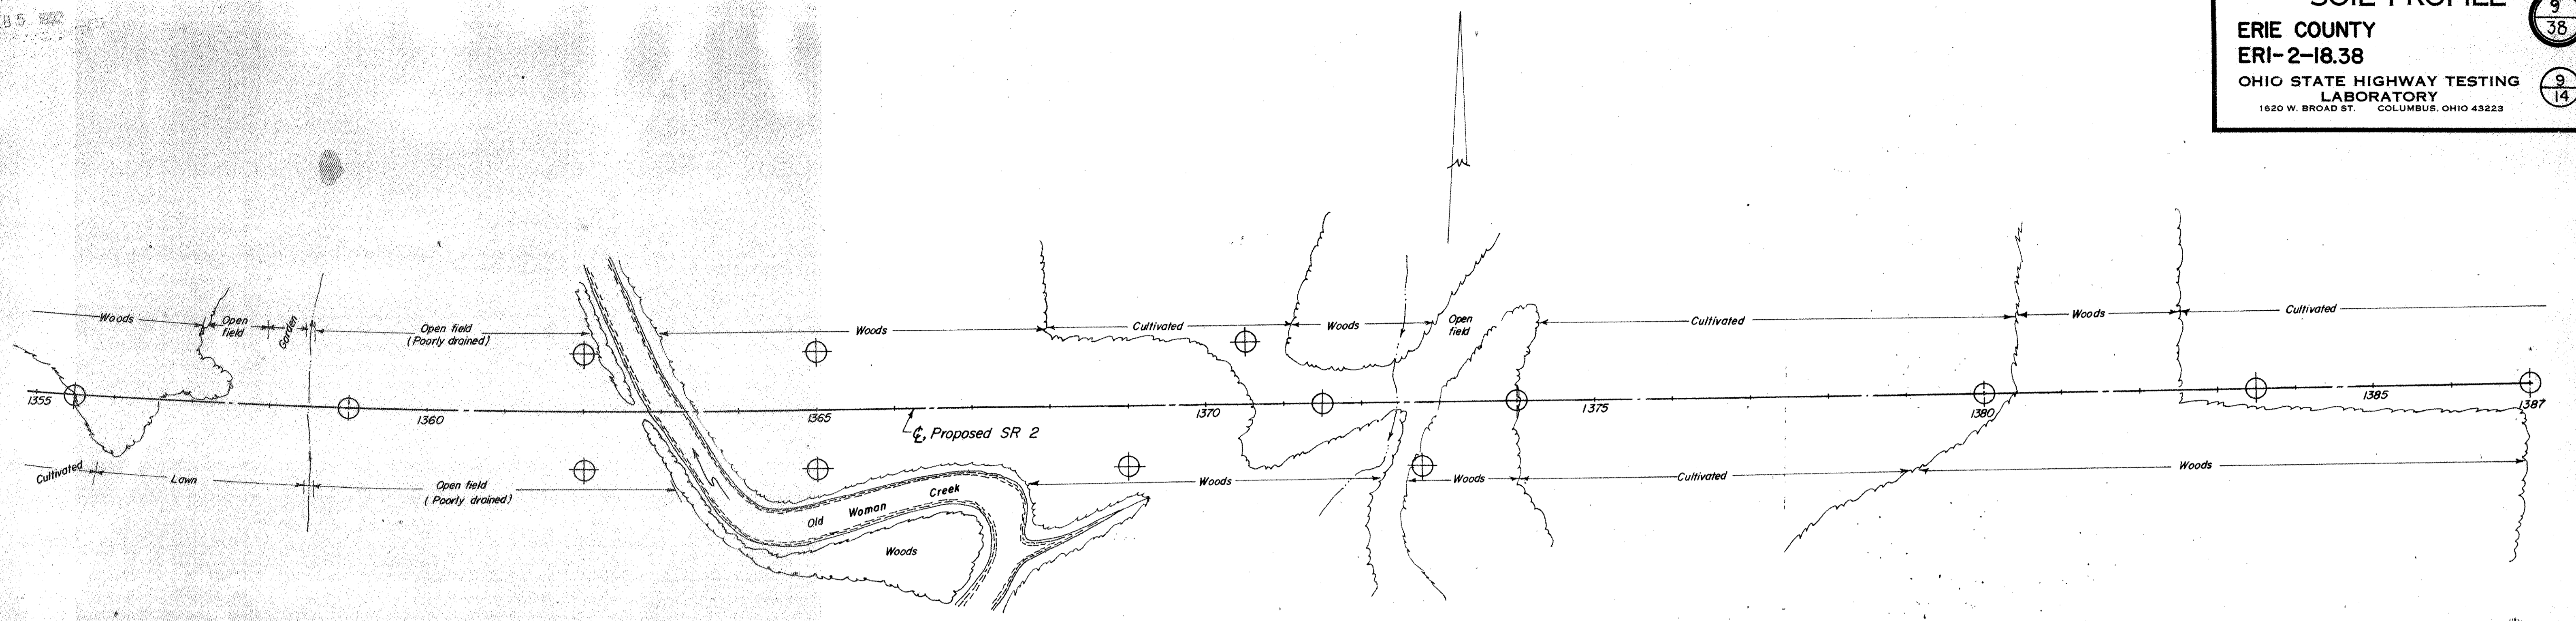 SOIL PROFILE
9
38
ERIE COUNTY
ERI-2-18.38
OHIO STATE HIGHWAY TESTING
LABORATORY
1620 W. BROAD ST. COLUMBUS, OHIO 43223
9
14
N
Woods
Open
field
Garden
Open field
(Poorly drained)
Woods
Cultivated
Woods
Open
field
Cultivated
Woods
Cultivated
1355
1360
1365
1370
1375
1380
1385
1387
℄, Proposed SR 2
Cultivated
Lawn
Open field
(Poorly drained)
Woods
Woods
Cultivated
Woods
Old Woman Creek
Woods